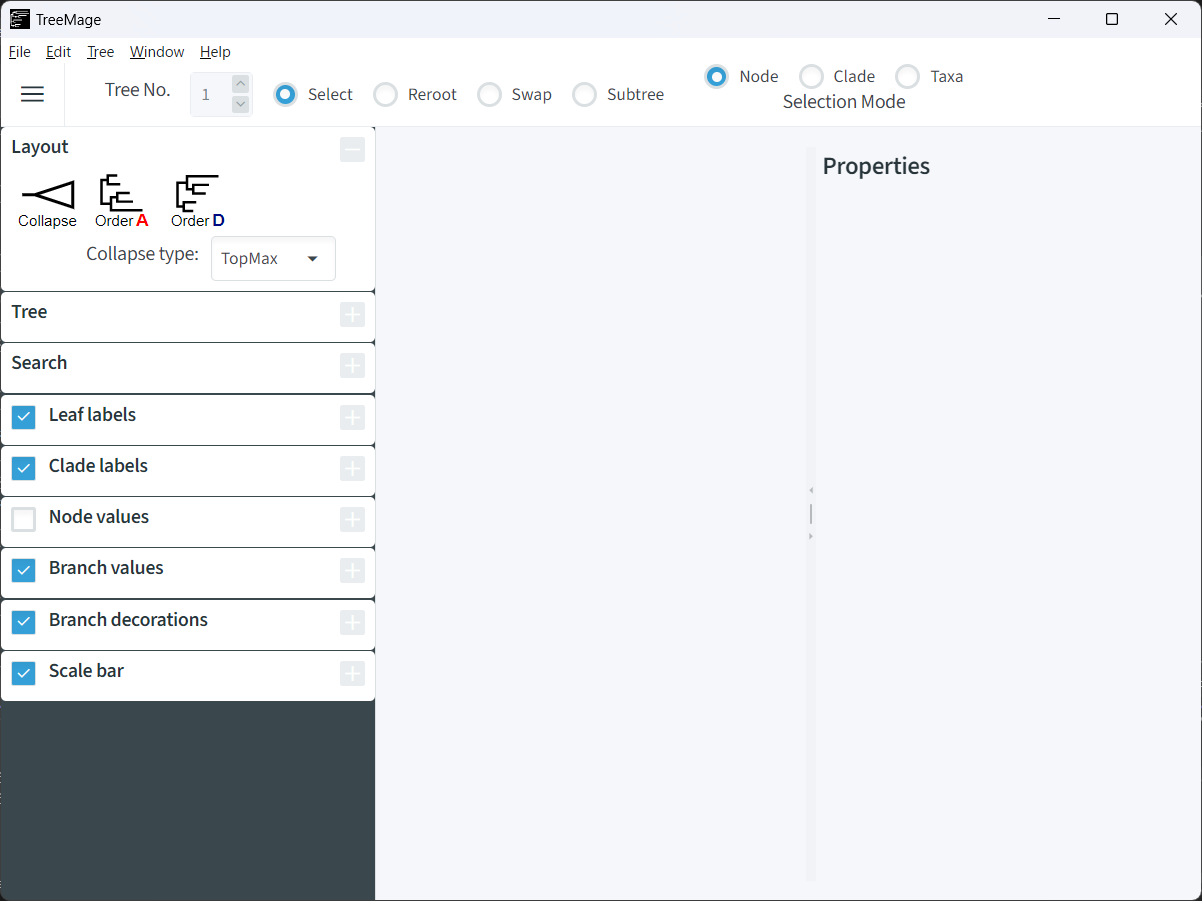 TreeMage
File Edit Tree Window Help
Tree No. 1 Select Reroot Swap Subtree
Node Clade Taxa
Selection Mode
Layout
Collapse Order A Order D
Collapse type: TopMax
Tree
Search
Leaf labels
Clade labels
Node values
Branch values
Branch decorations
Scale bar
Properties